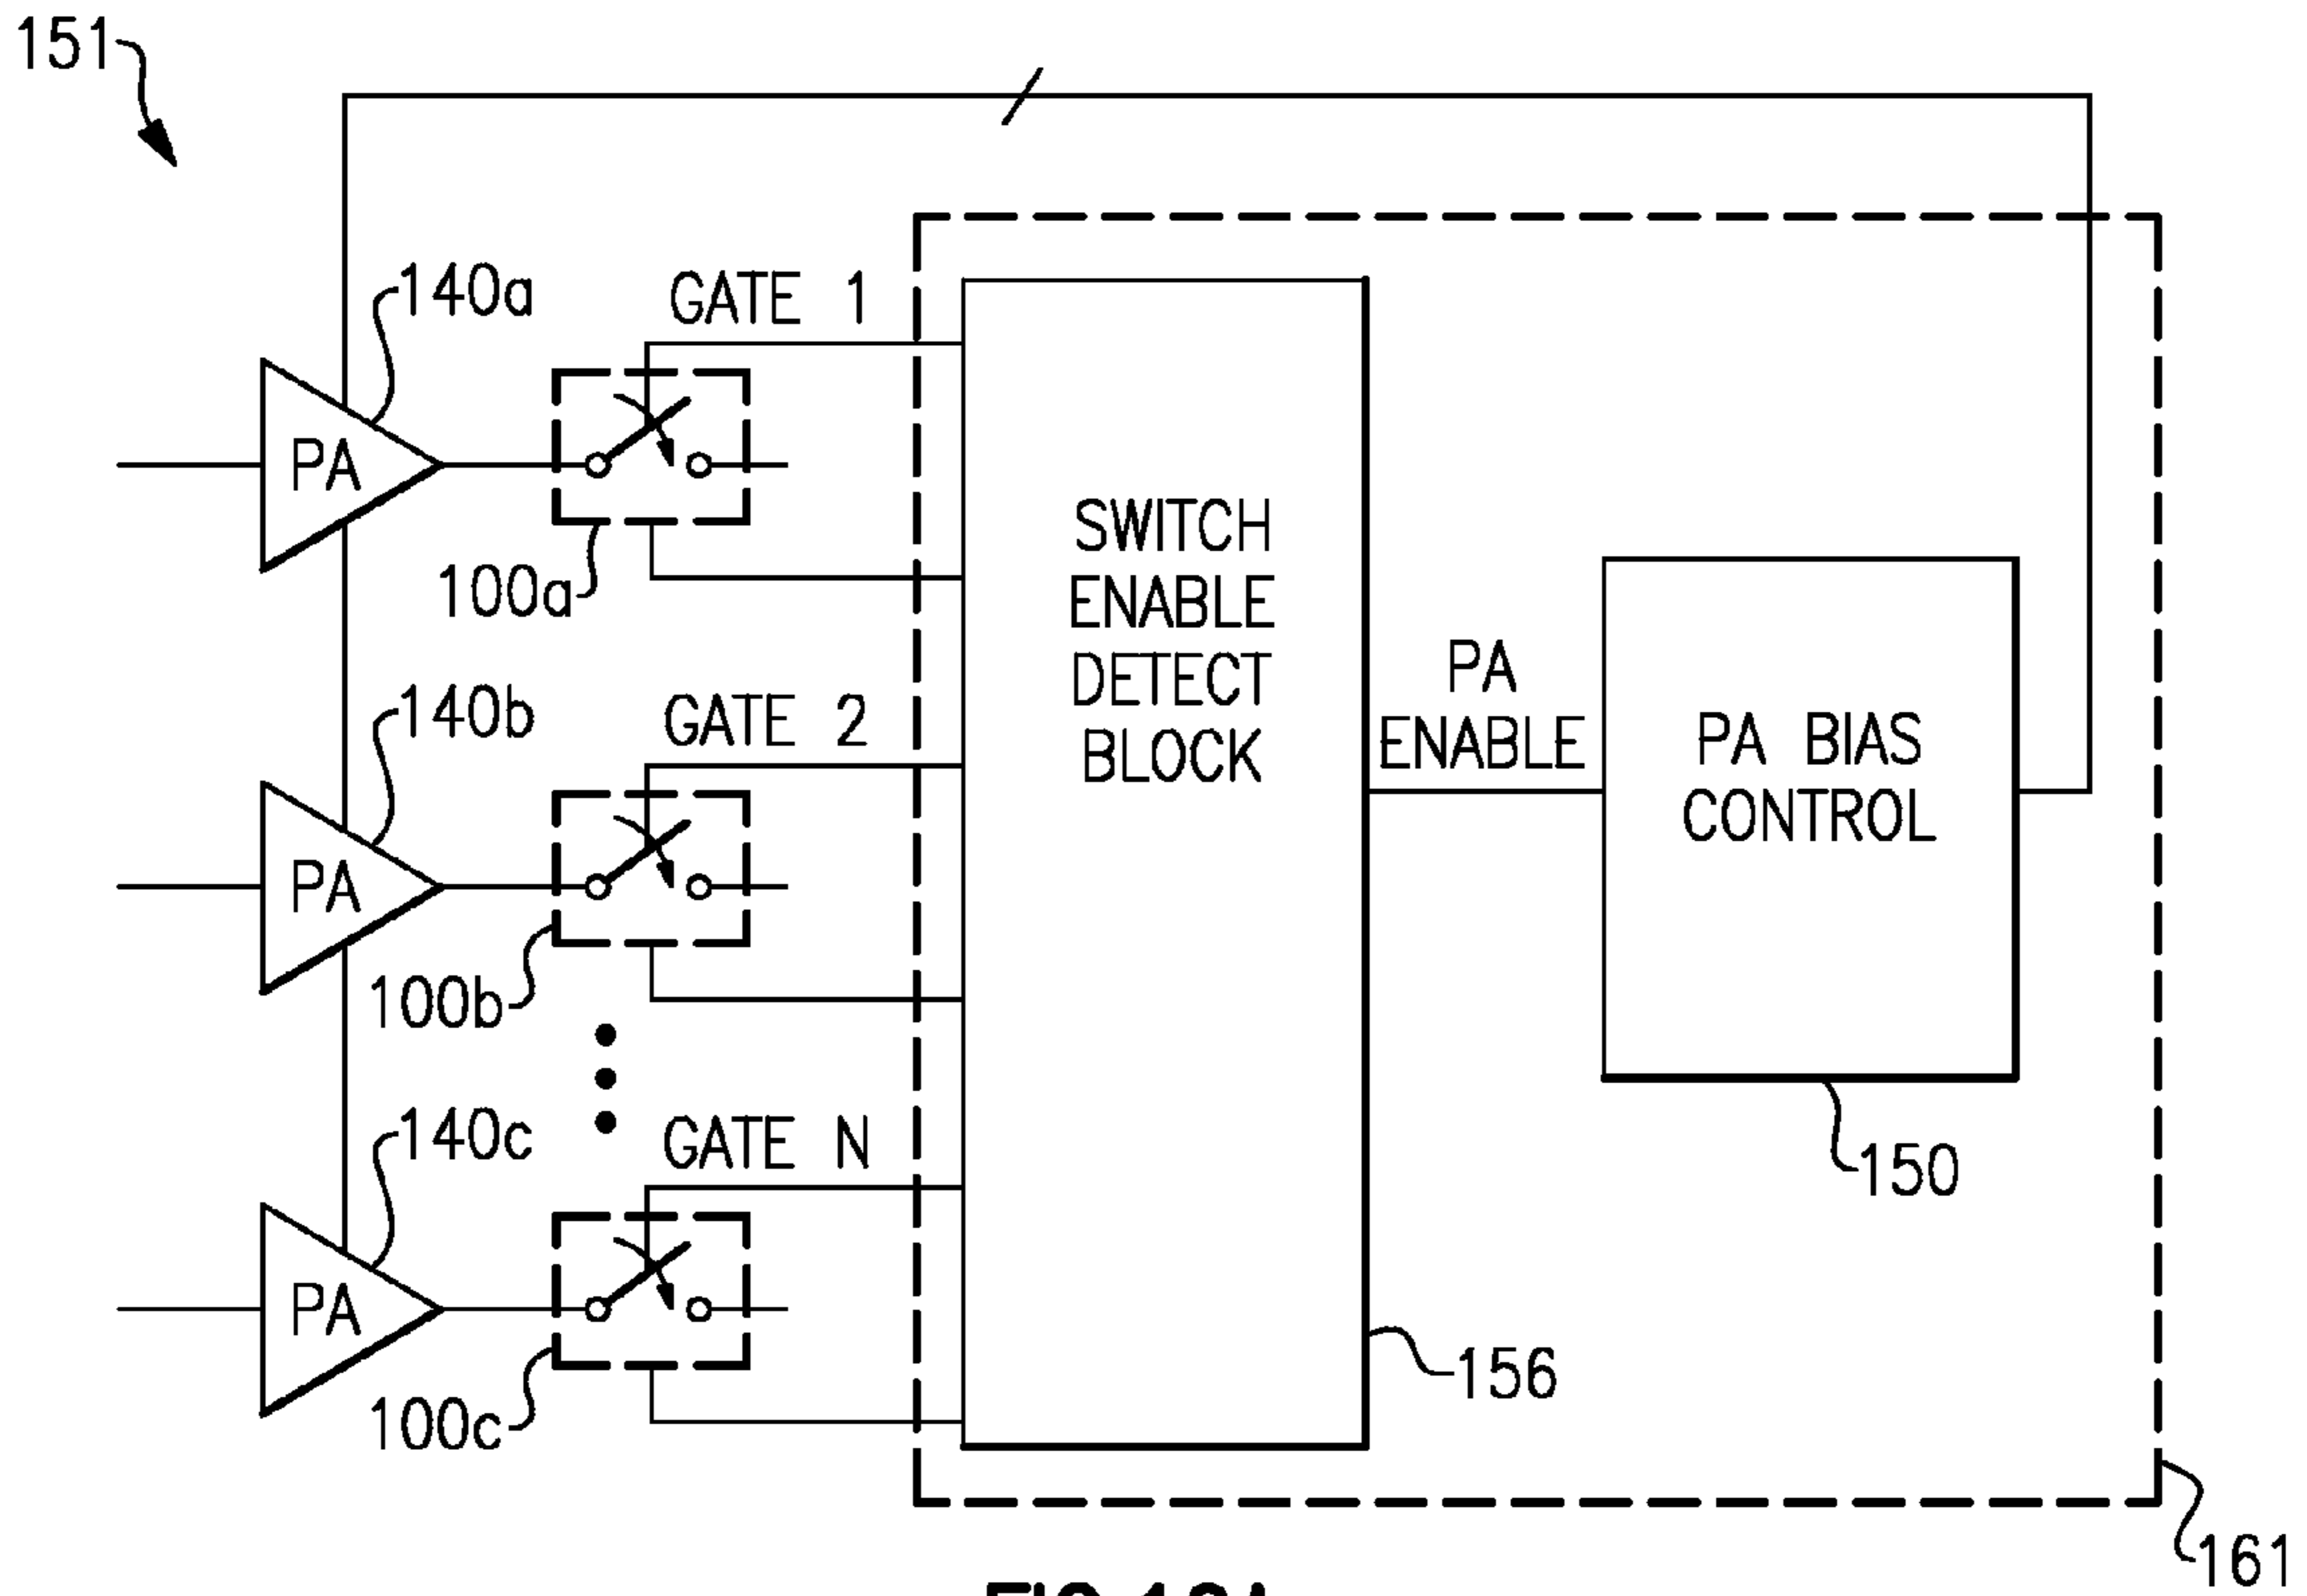 151
140a
GATE 1
PA
100a
SWITCH
ENABLE
DETECT
BLOCK
140b
GATE 2
PA
100b
PA
ENABLE
PA BIAS
CONTROL
150
140c
GATE N
PA
100c
156
161